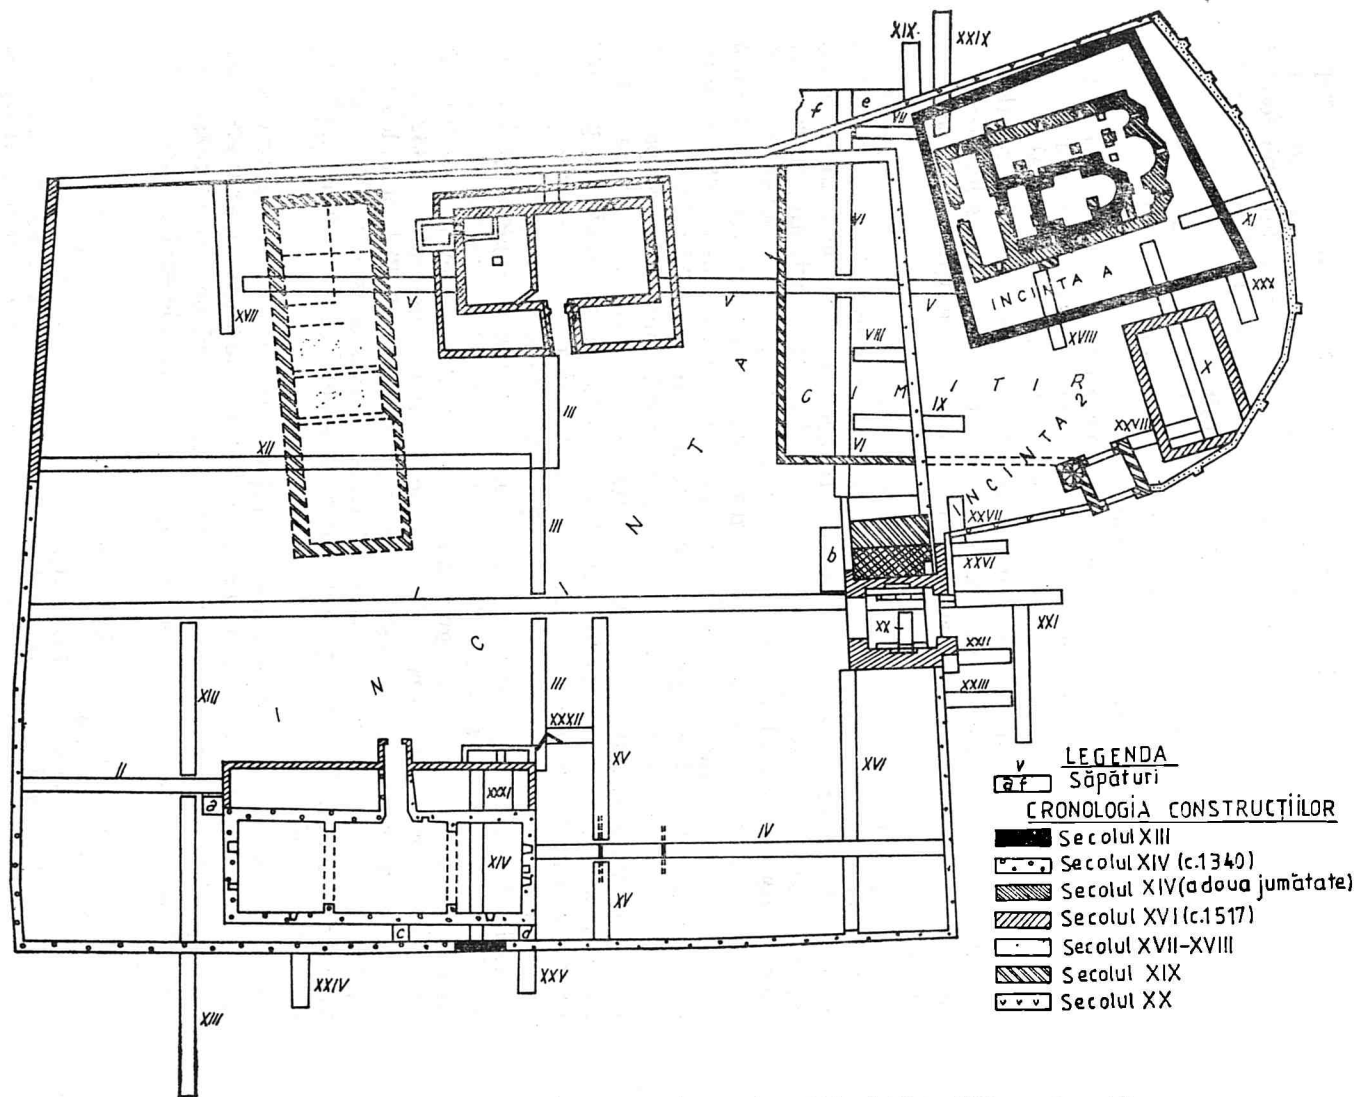 XIX
XXIX
f
e
VII
VI
XI
INCINTA A
XXX
XVIII
XVII
V
V
V
VIII
C I M I T I R
IX
X
XXVIII
INCINTA 2
III
XII
VI
XXVII
III
b
XXVI
I
I N C I N T A 1
XX
XXI
XXII
XIII
III
XXIII
XXXII
XV
XVI
II
a
XXXI
XIV
IV
XV
c
d
XXIV
XXV
XIII
LEGENDA
V
a f Săpături
CRONOLOGIA CONSTRUCȚIILOR
Secolul XIII
Secolul XIV (c.1340)
Secolul XIV (a doua jumătate)
Secolul XVI (c.1517)
Secolul XVII-XVIII
Secolul XIX
Secolul XX